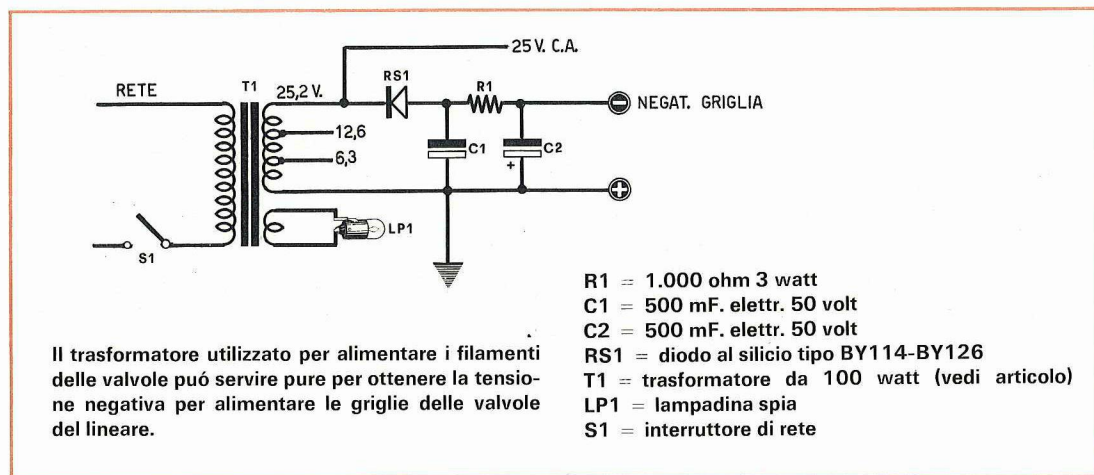 25 V. C.A.
RETE
T1
25,2 V.
RS1
R1
NEGAT. GRIGLIA
12,6
6,3
C1
C2
+
LP1
S1
Il trasformatore utilizzato per alimentare i filamenti
delle valvole puó servire pure per ottenere la tensio-
ne negativa per alimentare le griglie delle valvole
del lineare.
R1 = 1.000 ohm 3 watt
C1 = 500 mF. elettr. 50 volt
C2 = 500 mF. elettr. 50 volt
RS1 = diodo al silicio tipo BY114-BY126
T1 = trasformatore da 100 watt (vedi articolo)
LP1 = lampadina spia
S1 = interruttore di rete